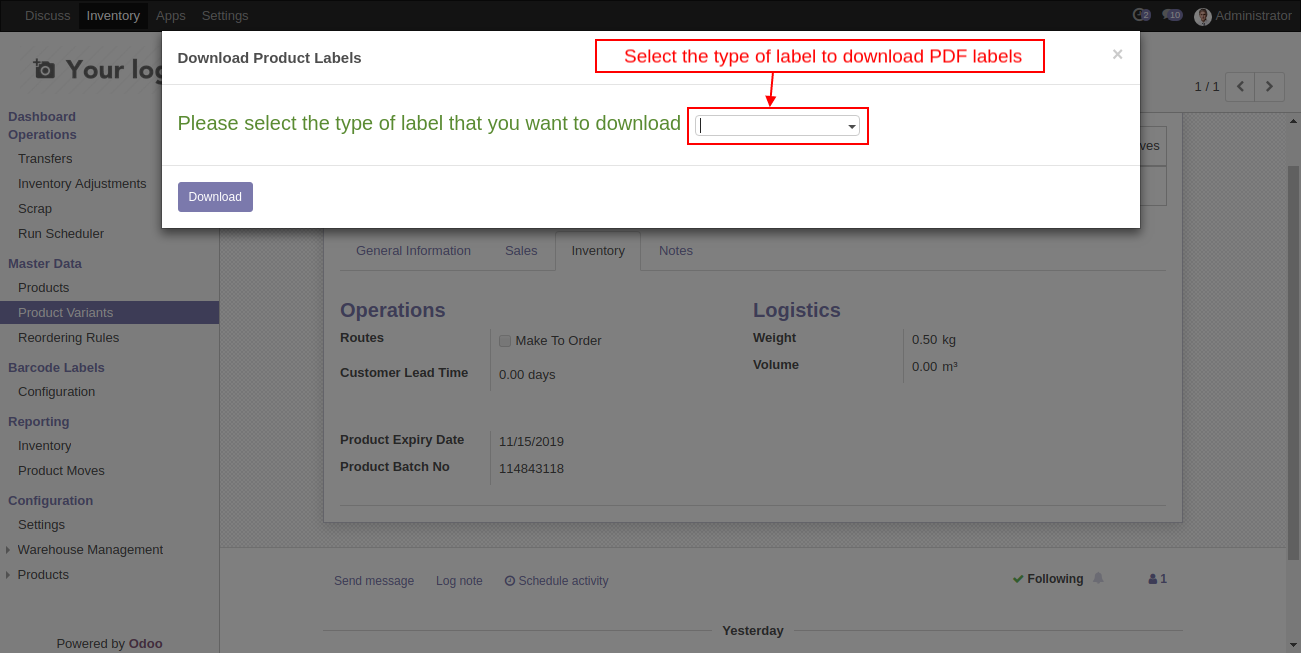 Discuss Inventory Apps Settings
2 10 Administrator
Your log
Dashboard
Operations
Transfers
Inventory Adjustments
Scrap
Run Scheduler
Master Data
Products
Product Variants
Reordering Rules
Barcode Labels
Configuration
Reporting
Inventory
Product Moves
Configuration
Settings
Warehouse Management
Products
Powered by Odoo
Download Product Labels
Select the type of label to download PDF labels
×
Please select the type of label that you want to download
Download
1 / 1
ves
General Information Sales Inventory Notes
Operations
Routes Make To Order
Customer Lead Time 0.00 days
Product Expiry Date 11/15/2019
Product Batch No 114843118
Logistics
Weight 0.50 kg
Volume 0.00 m³
Send message Log note Schedule activity
Following 1
Yesterday